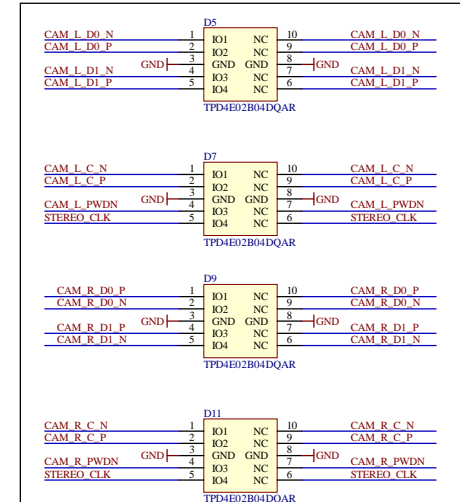 D5
CAM_L_D0_N 1 IO1 NC 10 CAM_L_D0_N
CAM_L_D0_P 2 IO2 NC 9 CAM_L_D0_P
GND 3 GND GND 8 GND
CAM_L_D1_N 4 IO3 NC 7 CAM_L_D1_N
CAM_L_D1_P 5 IO4 NC 6 CAM_L_D1_P
TPD4E02B04DQAR
D7
CAM_L_C_N 1 IO1 NC 10 CAM_L_C_N
CAM_L_C_P 2 IO2 NC 9 CAM_L_C_P
GND 3 GND GND 8 GND
CAM_L_PWDN 4 IO3 NC 7 CAM_L_PWDN
STEREO_CLK 5 IO4 NC 6 STEREO_CLK
TPD4E02B04DQAR
D9
CAM_R_D0_P 1 IO1 NC 10 CAM_R_D0_P
CAM_R_D0_N 2 IO2 NC 9 CAM_R_D0_N
GND 3 GND GND 8 GND
CAM_R_D1_P 4 IO3 NC 7 CAM_R_D1_P
CAM_R_D1_N 5 IO4 NC 6 CAM_R_D1_N
TPD4E02B04DQAR
D11
CAM_R_C_N 1 IO1 NC 10 CAM_R_C_N
CAM_R_C_P 2 IO2 NC 9 CAM_R_C_P
GND 3 GND GND 8 GND
CAM_R_PWDN 4 IO3 NC 7 CAM_R_PWDN
STEREO_CLK 5 IO4 NC 6 STEREO_CLK
TPD4E02B04DQAR